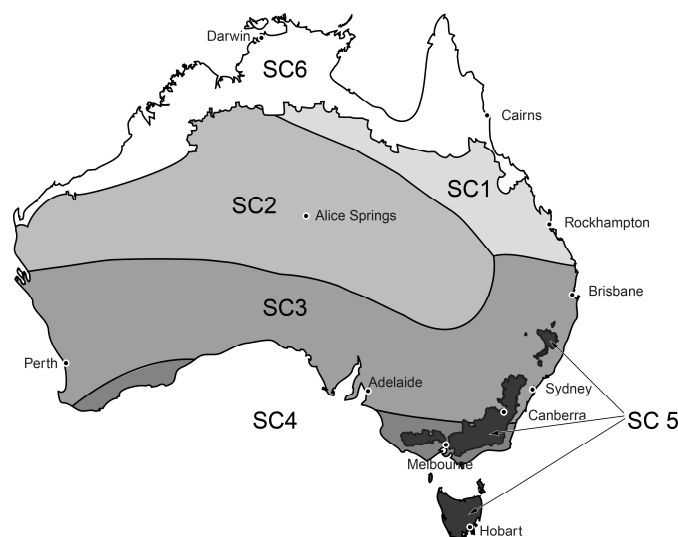 Darwin
SC6
Cairns
SC1
SC2
Alice Springs
Rockhampton
Brisbane
SC3
Perth
Adelaide
Sydney
SC4
Canberra
SC 5
Melbourne
Hobart